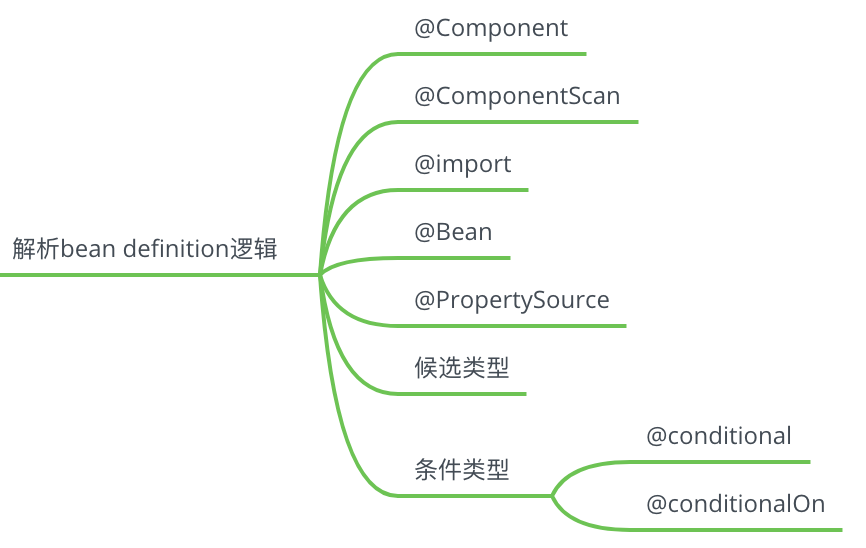 @Component
@ComponentScan
@import
@Bean
解析bean definition逻辑
@PropertySource
候选类型
条件类型
@conditional
@conditionalOn